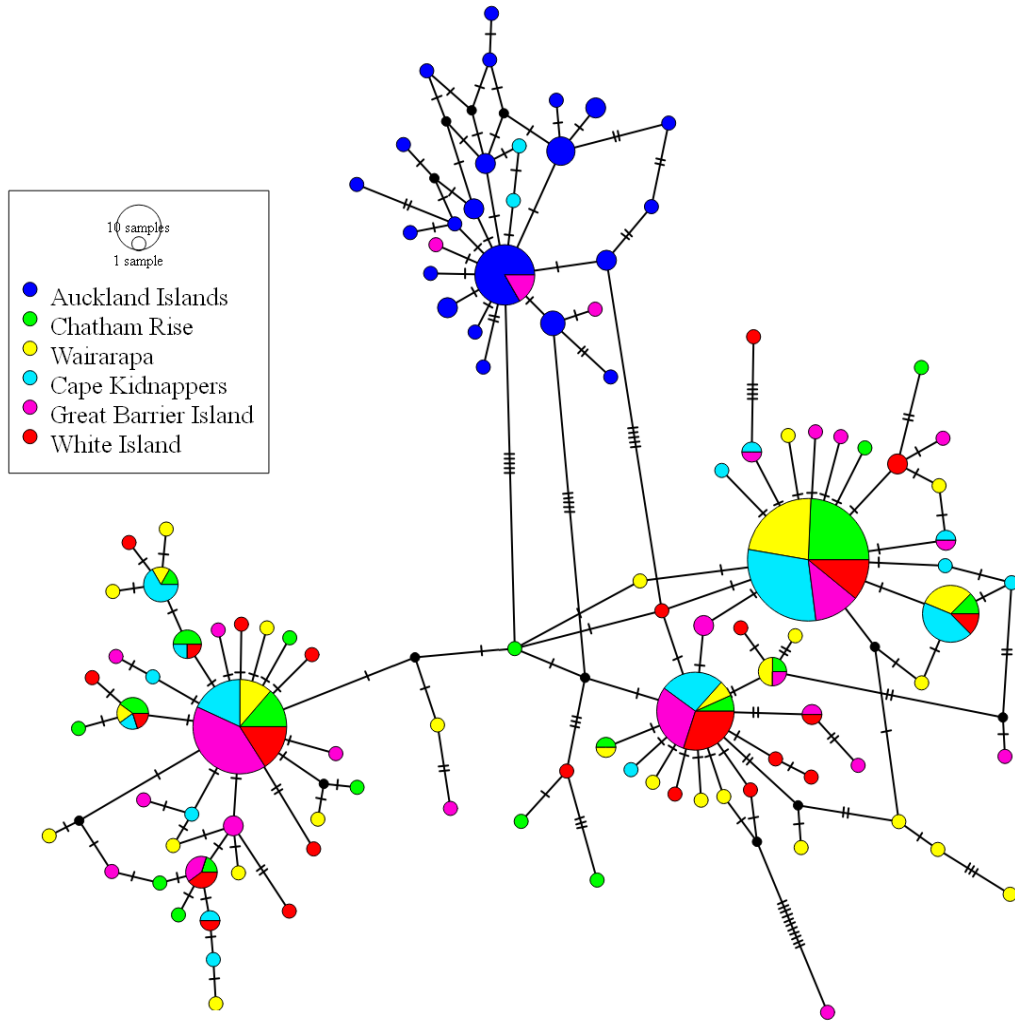 10 samples
1 sample
Auckland Islands
Chatham Rise
Wairarapa
Cape Kidnappers
Great Barrier Island
White Island